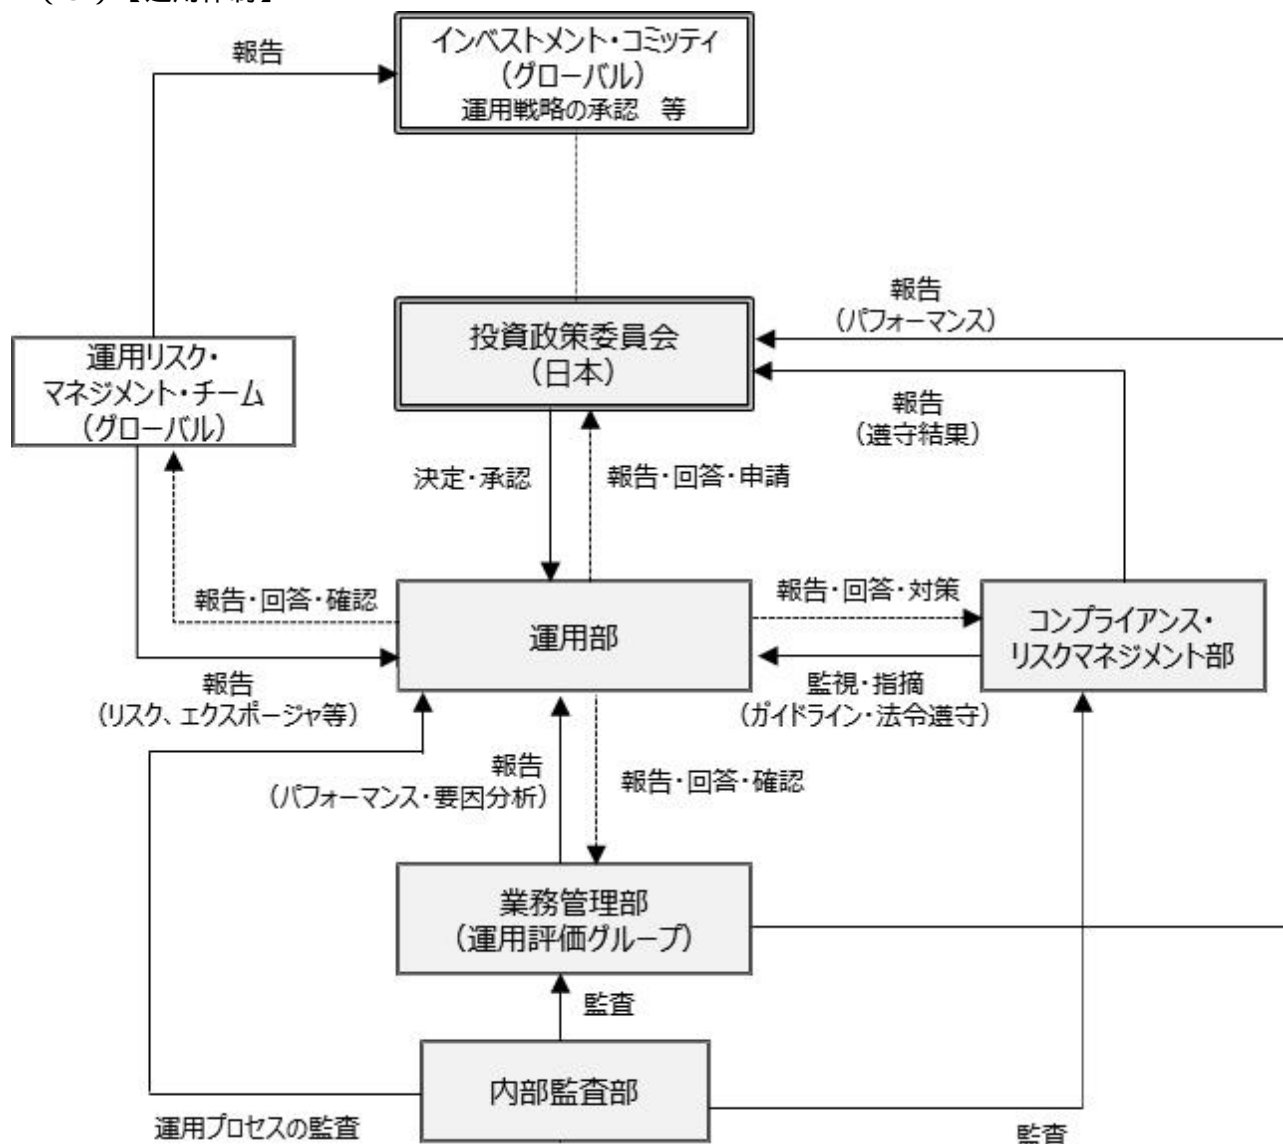 報告
インベストメント・コミッティ
（グローバル）
運用戦略の承認　等
報告
（パフォーマンス）
投資政策委員会
（日本）
運用リスク・
マネジメント・チーム
（グローバル）
報告
（遵守結果）
決定・承認
報告・回答・申請
報告・回答・確認
運用部
報告・回答・対策
コンプライアンス・
リスクマネジメント部
報告
（リスク、エクスポージャ等）
監視・指摘
（ガイドライン・法令遵守）
報告
（パフォーマンス・要因分析）
報告・回答・確認
業務管理部
（運用評価グループ）
監査
内部監査部
運用プロセスの監査
監査